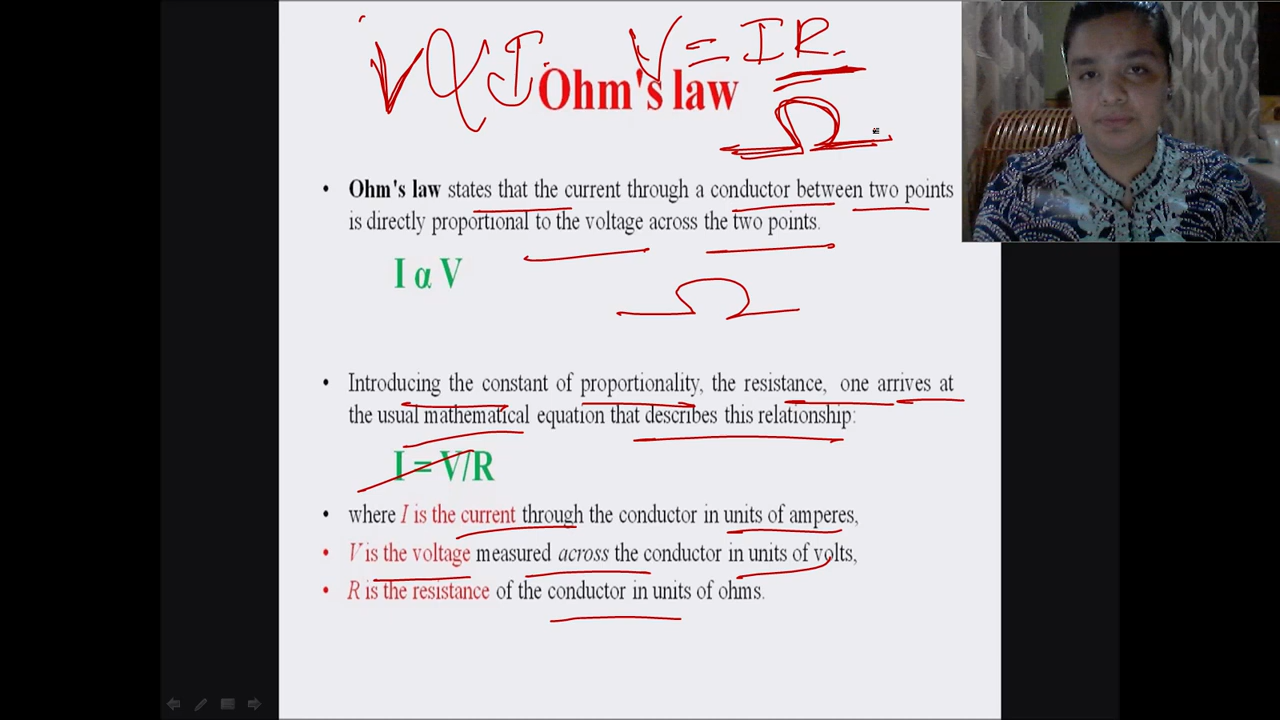 V α I V = IR.
Ohm's law
Ω
• Ohm's law states that the current through a conductor between two points
is directly proportional to the voltage across the two points.
I α V
Ω
• Introducing the constant of proportionality, the resistance, one arrives at
the usual mathematical equation that describes this relationship:
I = V/R
• where I is the current through the conductor in units of amperes,
• V is the voltage measured across the conductor in units of volts,
• R is the resistance of the conductor in units of ohms.